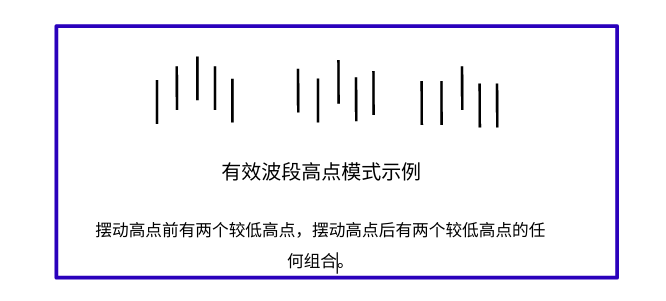 有效波段高点模式示例
摆动高点前有两个较低高点，摆动高点后有两个较低高点的任
何组合。